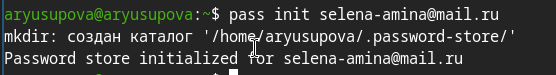 aryusupova@aryusupova:~$ pass init selena-amina@mail.ru
mkdir: создан каталог '/home/aryusupova/.password-store/'
Password store initialized for selena-amina@mail.ru